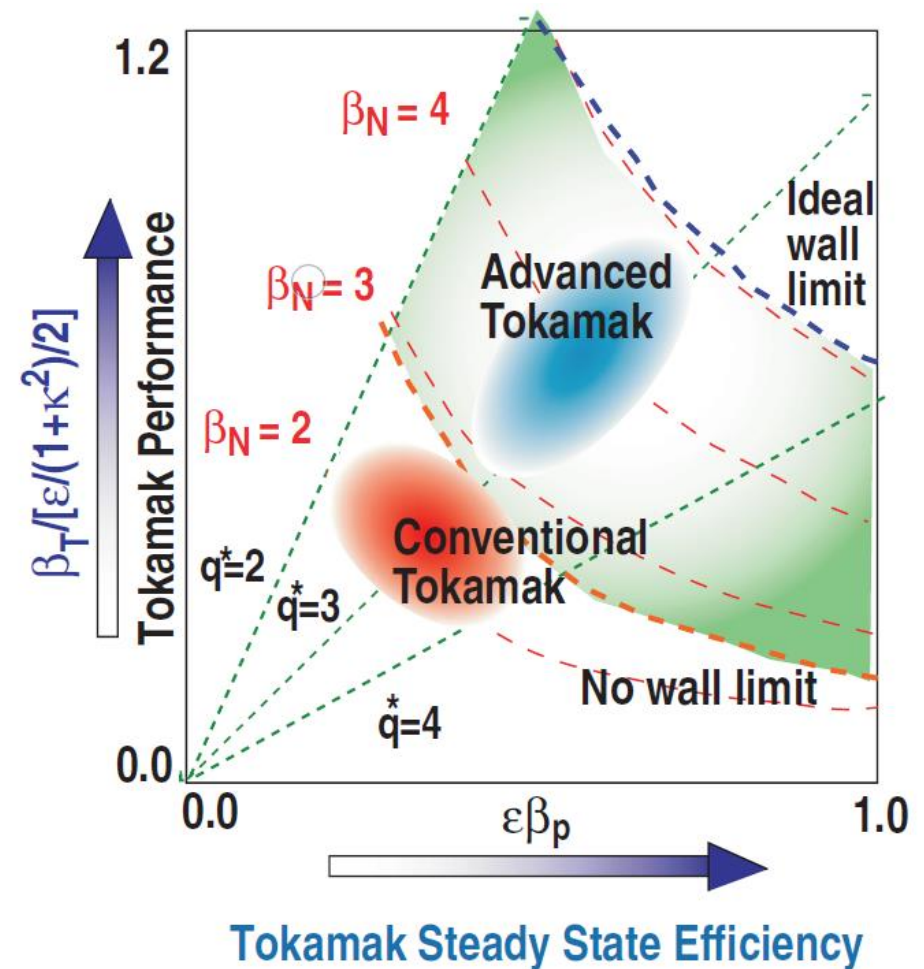 1.2
βN = 4
Ideal
wall
limit
Advanced
Tokamak
βN = 3
βT/[ε/(1+κ²)/2]
Tokamak Performance
βN = 2
Conventional
Tokamak
q*=2
q*=3
No wall limit
q*=4
0.0
0.0
εβp
1.0
Tokamak Steady State Efficiency